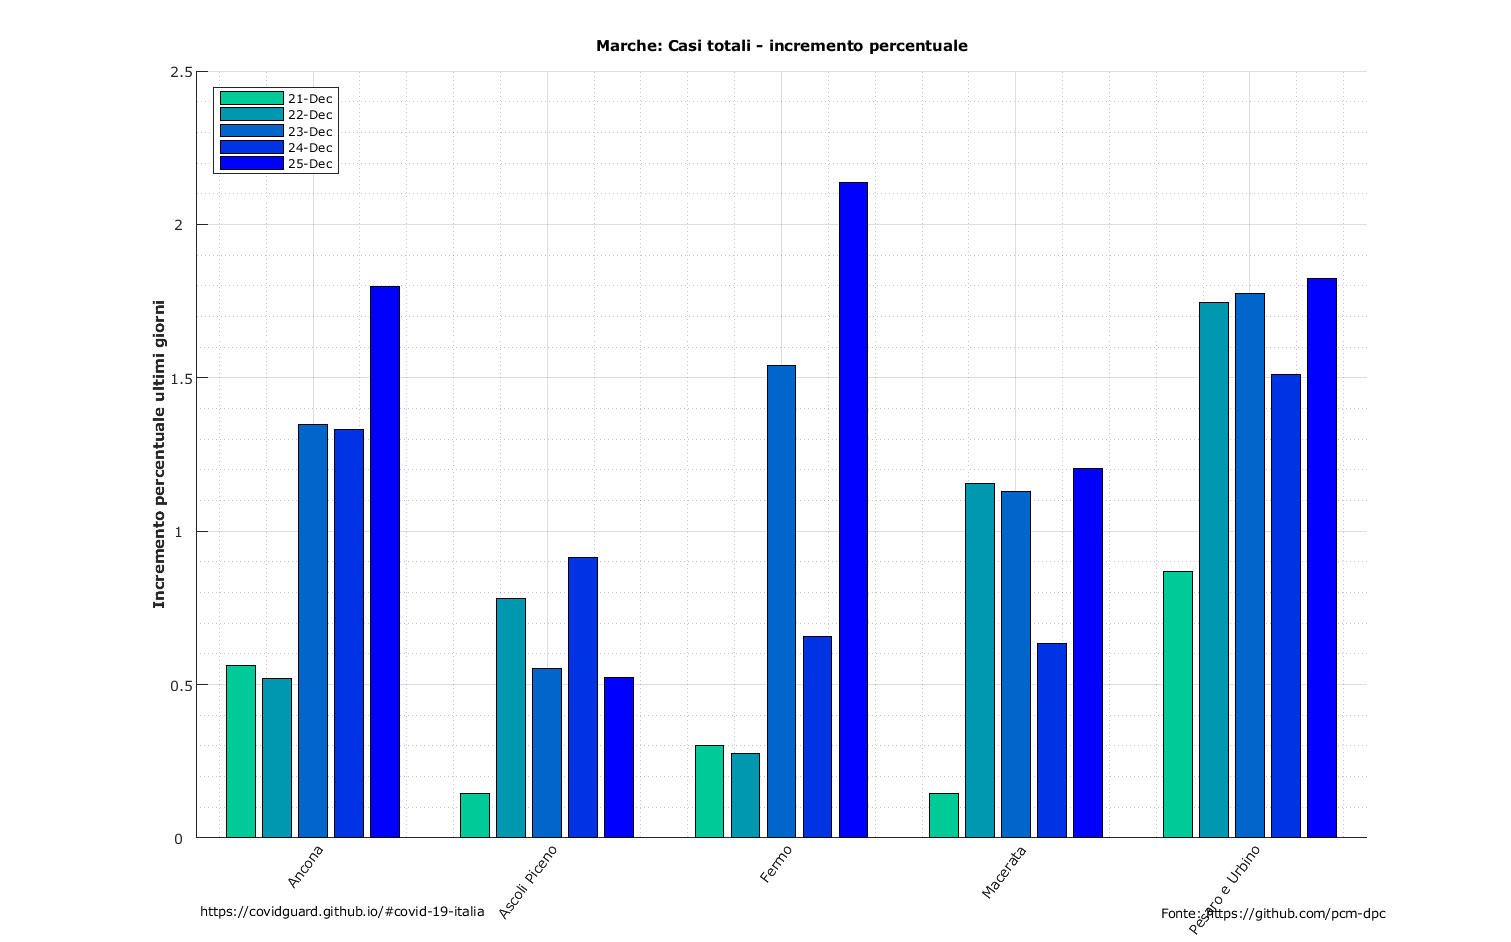 Marche: Casi totali - incremento percentuale
2.5
21-Dec
22-Dec
23-Dec
24-Dec
25-Dec
2
1.5
1
0.5
0
Incremento percentuale ultimi giorni
Ancona
Ascoli Piceno
Fermo
Macerata
Pesaro e Urbino
https://covidguard.github.io/#covid-19-italia
Fonte: https://github.com/pcm-dpc